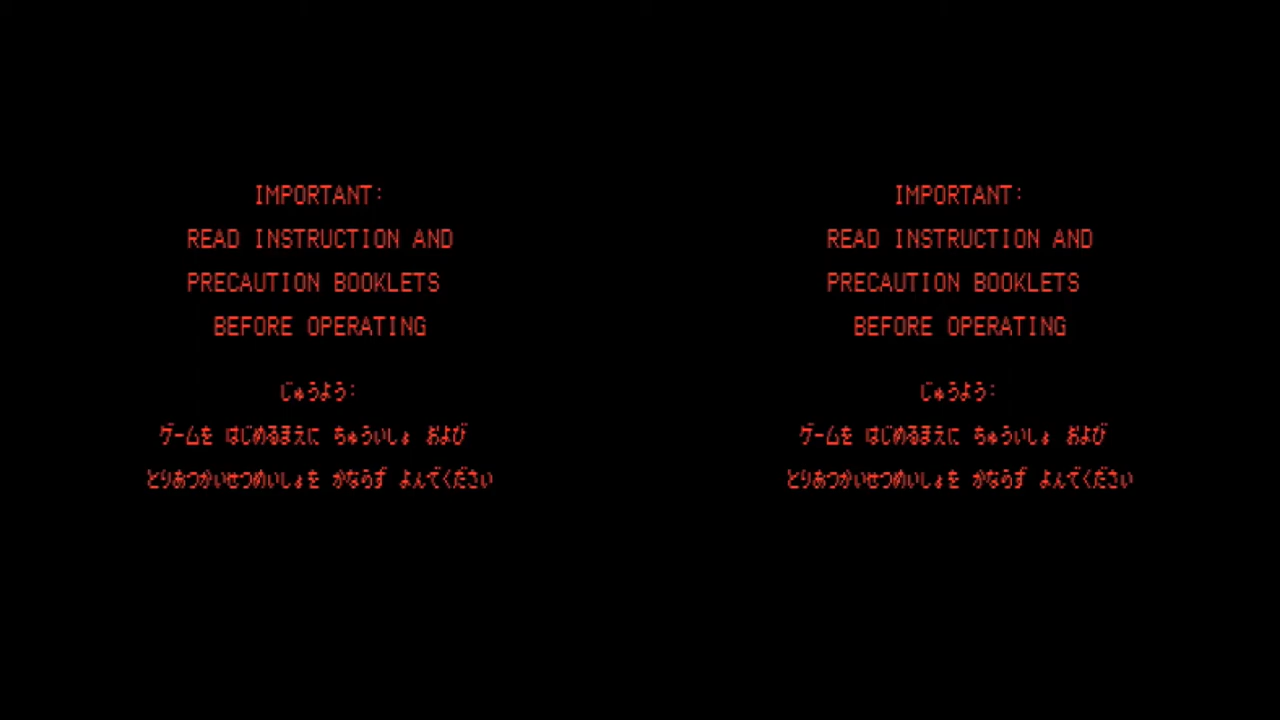 IMPORTANT:
READ INSTRUCTION AND
PRECAUTION BOOKLETS
BEFORE OPERATING
じゅうよう:
ゲームを はじめるまえに ちゅういしょ および
とりあつかいせつめいしょを かならず よんでください
IMPORTANT:
READ INSTRUCTION AND
PRECAUTION BOOKLETS
BEFORE OPERATING
じゅうよう:
ゲームを はじめるまえに ちゅういしょ および
とりあつかいせつめいしょを かならず よんでください